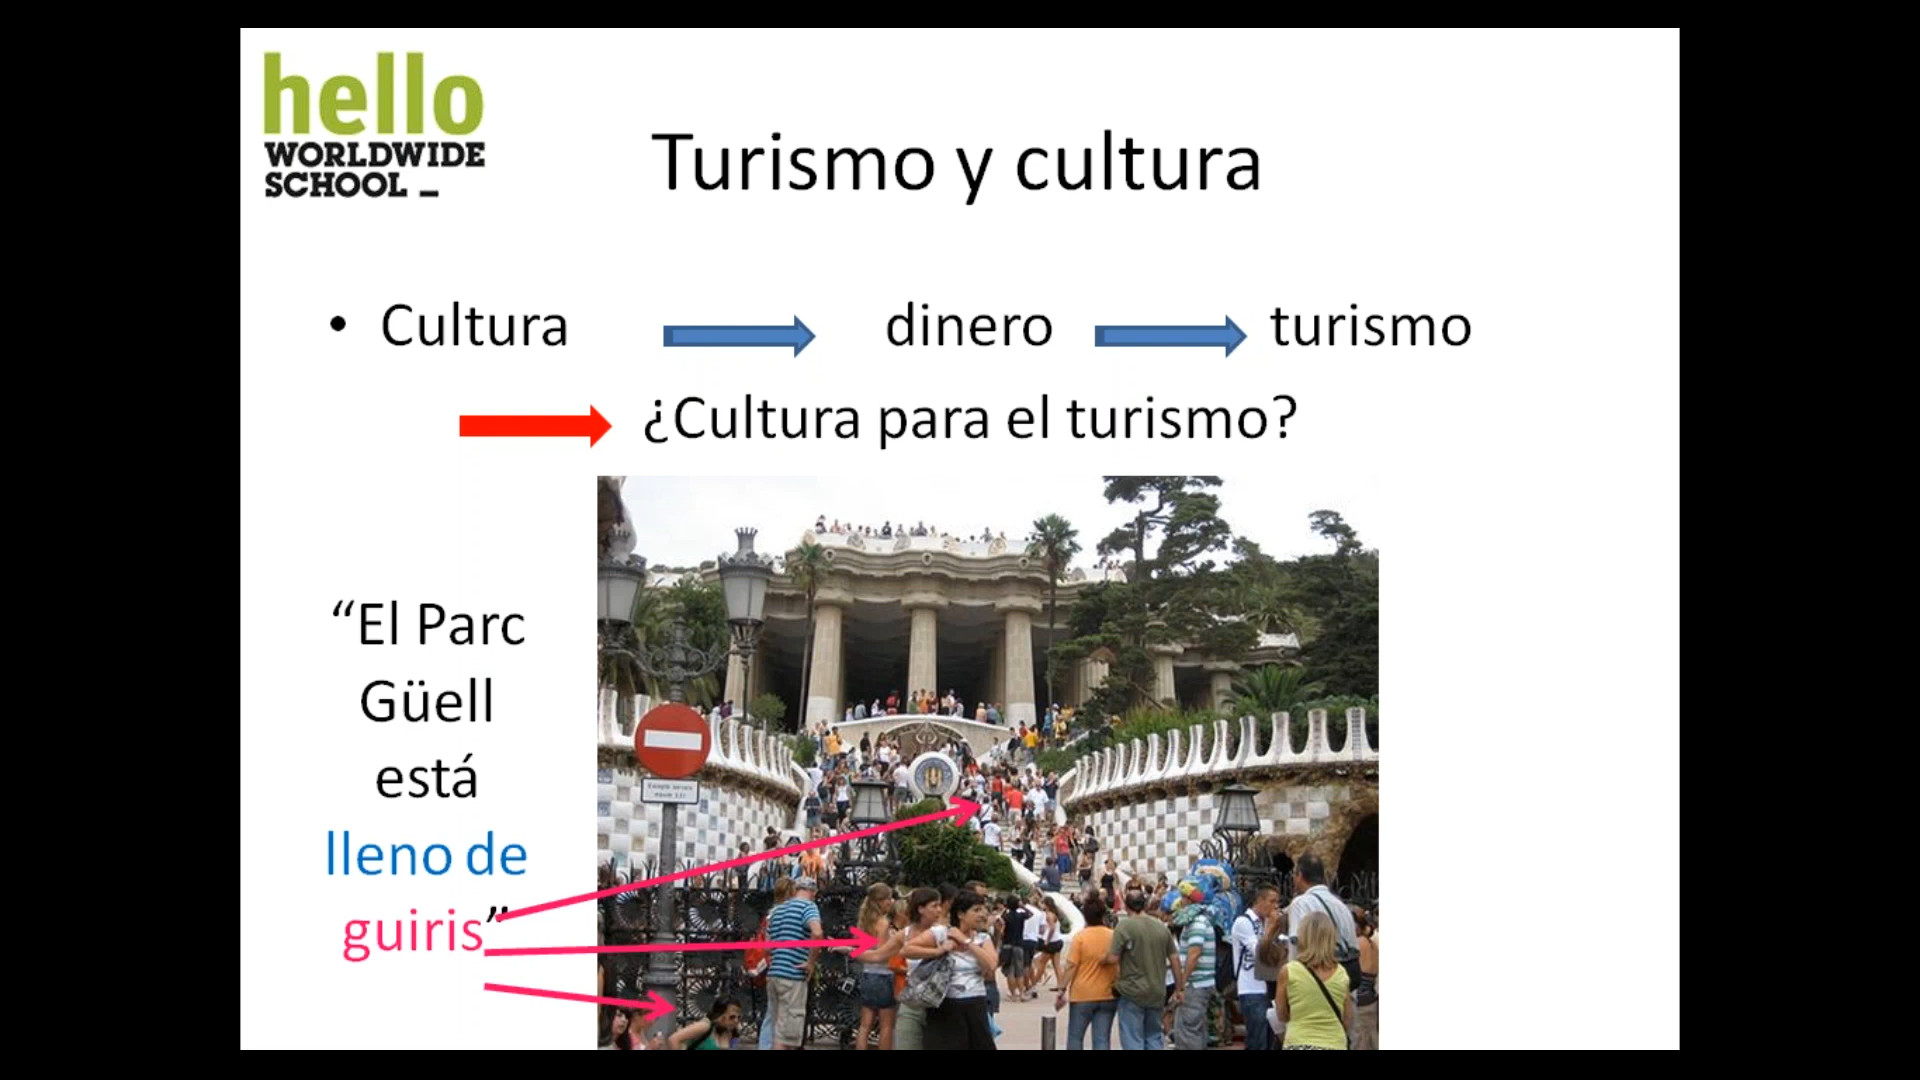 hello
WORLDWIDE
SCHOOL _
Turismo y cultura
• Cultura dinero turismo
¿Cultura para el turismo?
“El Parc
Güell
está
lleno de
guiris”